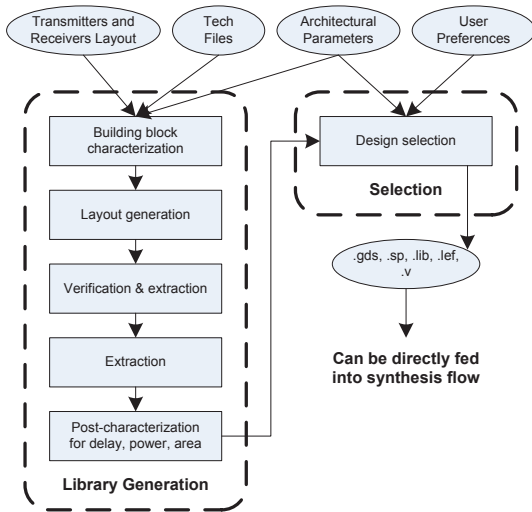 Transmitters and
Receivers Layout
Tech
Files
Architectural
Parameters
User
Preferences
Building block
characterization
Layout generation
Verification & extraction
Extraction
Post-characterization
for delay, power, area
Library Generation
Design selection
Selection
.gds, .sp, .lib, .lef,
.v
Can be directly fed
into synthesis flow